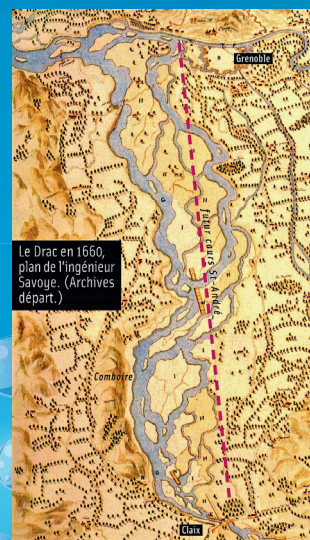 Grenoble
= futur cours St-André
Le Drac en 1660,
plan de l'ingénieur
Savoye. (Archives
départ.)
Comboire
Claix